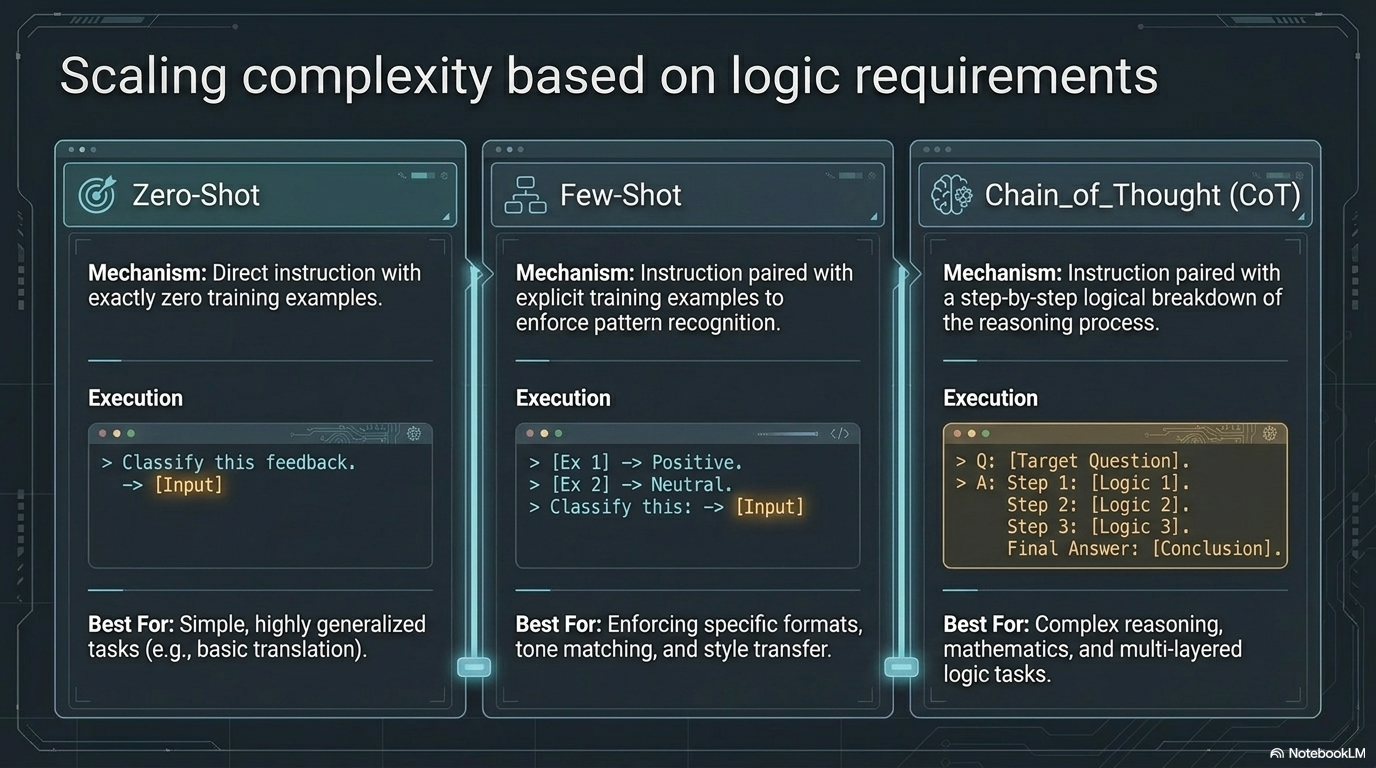 Scaling complexity based on logic requirements
Zero-Shot
Mechanism: Direct instruction with
exactly zero training examples.
Execution
> Classify this feedback.
–> [Input]
Best For: Simple, highly generalized
tasks (e.g., basic translation).
Few-Shot
Mechanism: Instruction paired with
explicit training examples to
enforce pattern recognition.
Execution
</>
> [Ex 1] –> Positive.
> [Ex 2] –> Neutral.
> Classify this: –> [Input]
Best For: Enforcing specific formats,
tone matching, and style transfer.
Chain_of_Thought (CoT)
Mechanism: Instruction paired with
a step-by-step logical breakdown of
the reasoning process.
Execution
> Q: [Target Question].
> A: Step 1: [Logic 1].
Step 2: [Logic 2].
Step 3: [Logic 3].
Final Answer: [Conclusion].
Best For: Complex reasoning,
mathematics, and multi-layered
logic tasks.
NotebookLM